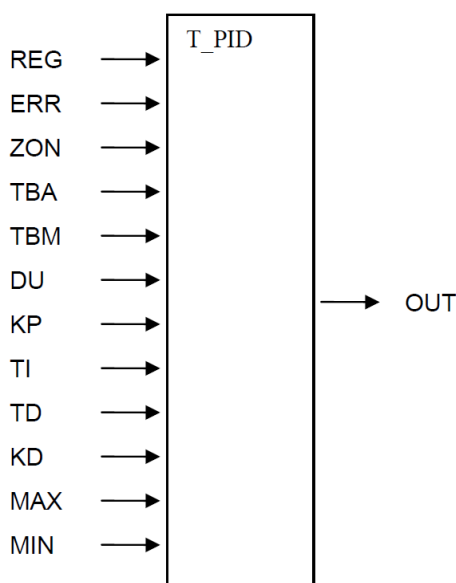 T_PID
REG
ERR
ZON
TBA
TBM
DU
OUT
KP
TI
TD
KD
MAX
MIN